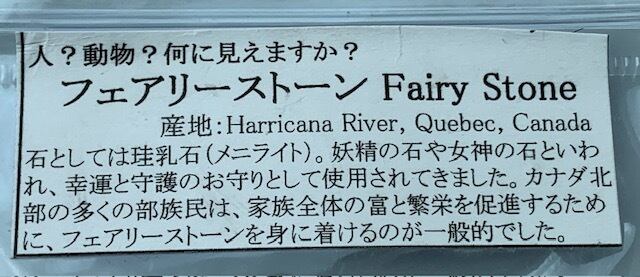 人？動物？何に見えますか？
フェアリーストーン Fairy Stone
産地:Harricana River, Quebec, Canada
石としては珪乳石(メニライト)。妖精の石や女神の石といわ
れ、幸運と守護のお守りとして使用されてきました。カナダ北
部の多くの部族民は、家族全体の富と繁栄を促進するため
に、フェアリーストーンを身に着けるのが一般的でした。